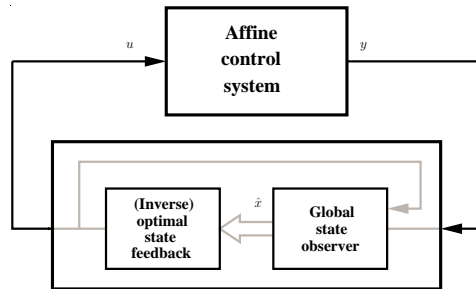 u
Affine
control
system
y
(Inverse)
optimal
state
feedback
x̂
Global
state
observer